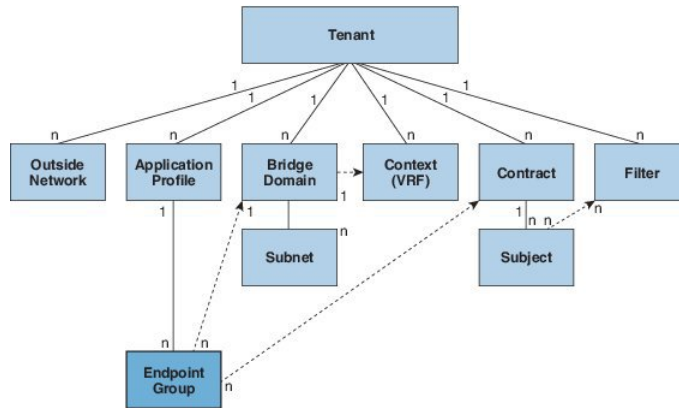 Tenant
1
1
1
1
1
1
n
n
n
n
n
n
Outside
Network
Application
Profile
Bridge
Domain
Context
(VRF)
Contract
Filter
1
1
1
1
n
n
n
n
Subnet
Subject
n
n
n
Endpoint
Group